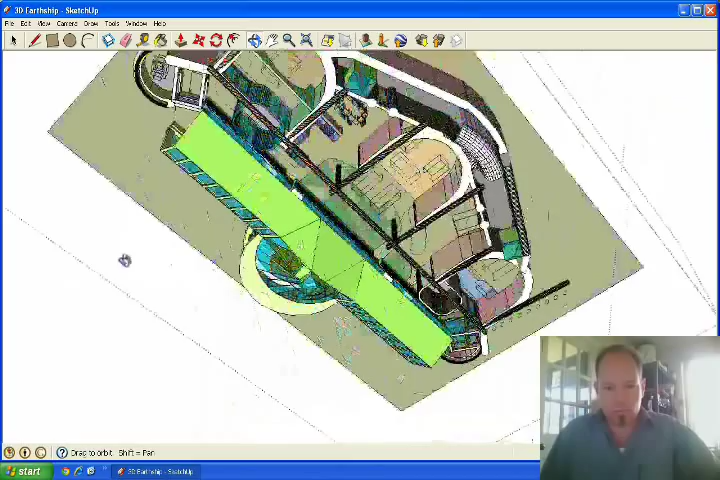 3D Earthship - SketchUp
File Edit View Camera Draw Tools Window Help
Drag to orbit. Shift = Pan
start 3D Earthship - SketchUp